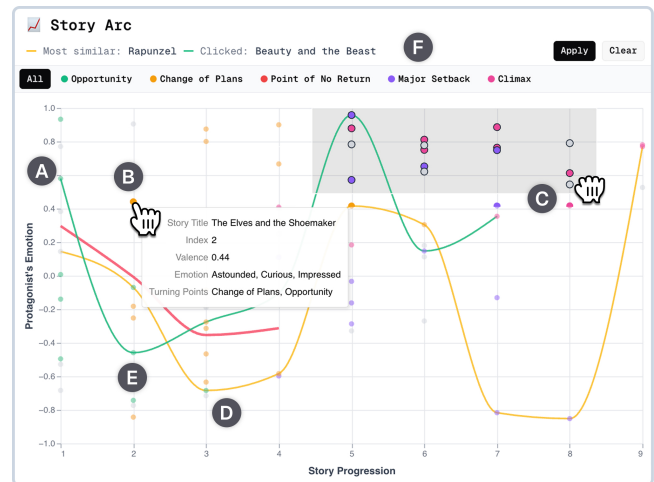 Story Arc
Most similar: Rapunzel Clicked: Beauty and the Beast
F
Apply Clear
All Opportunity Change of Plans Point of No Return Major Setback Climax
1.0
0.8
0.4
0.2
0.0
−0.2
−0.4
−0.6
−0.8
−1.0
Protagonist's Emotion
A
B
C
D
E
Story Title The Elves and the Shoemaker
Index 2
Valence 0.44
Emotion Astounded, Curious, Impressed
Turning Points Change of Plans, Opportunity
1 2 3 4 5 6 7 8 9
Story Progression